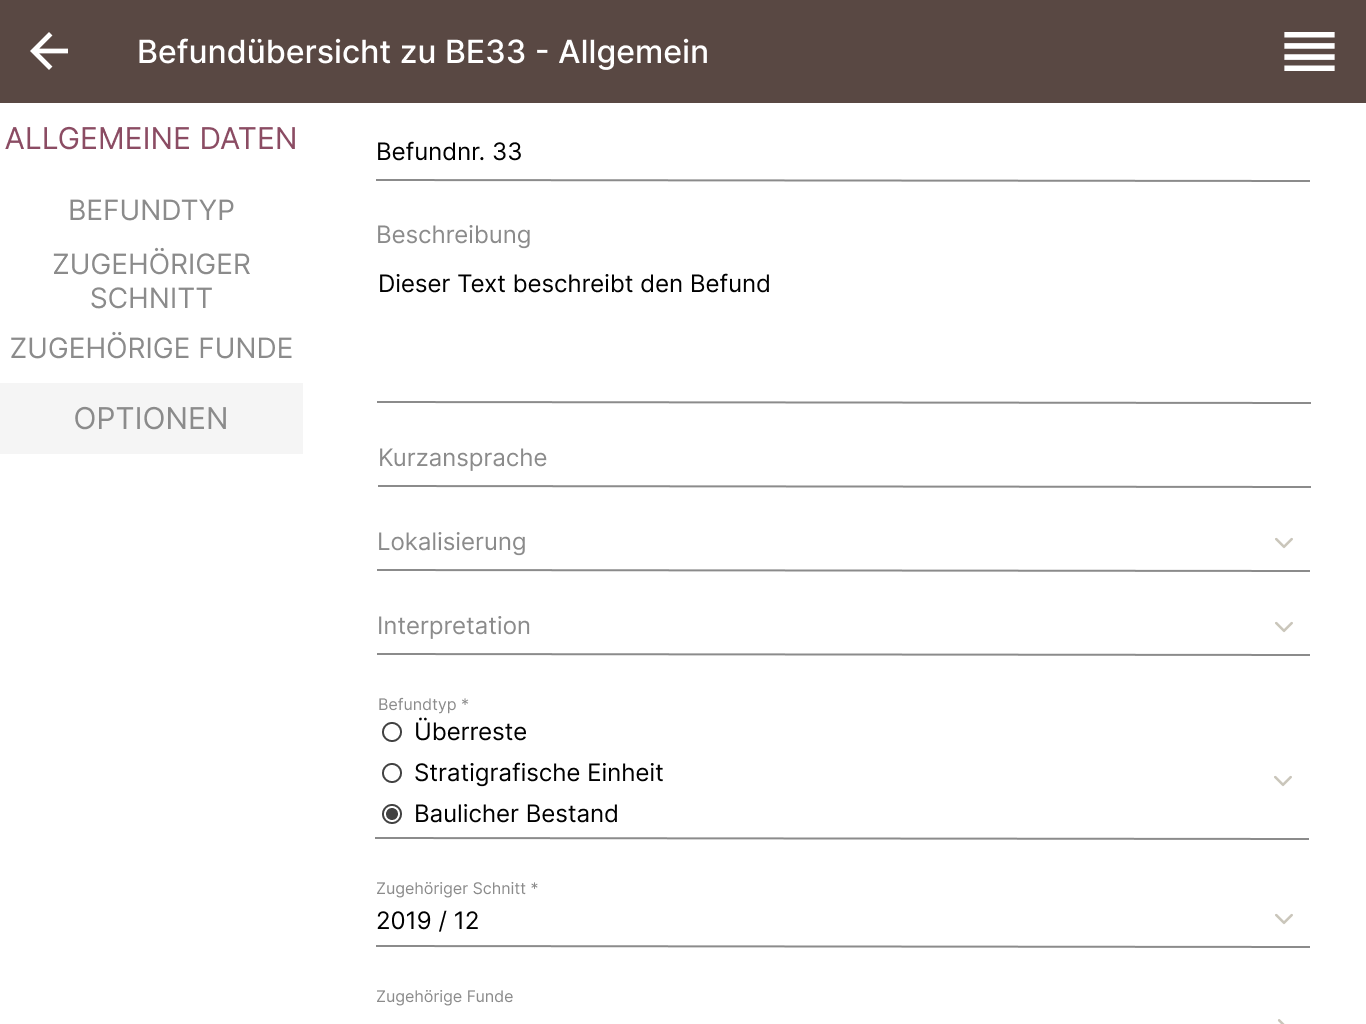 Befundübersicht zu BE33 - Allgemein
ALLGEMEINE DATEN
BEFUNDTYP
ZUGEHÖRIGER
SCHNITT
ZUGEHÖRIGE FUNDE
OPTIONEN
Befundnr. 33
Beschreibung
Dieser Text beschreibt den Befund
Kurzansprache
Lokalisierung
Interpretation
Befundtyp *
Überreste
Stratigrafische Einheit
Baulicher Bestand
Zugehöriger Schnitt *
2019 / 12
Zugehörige Funde